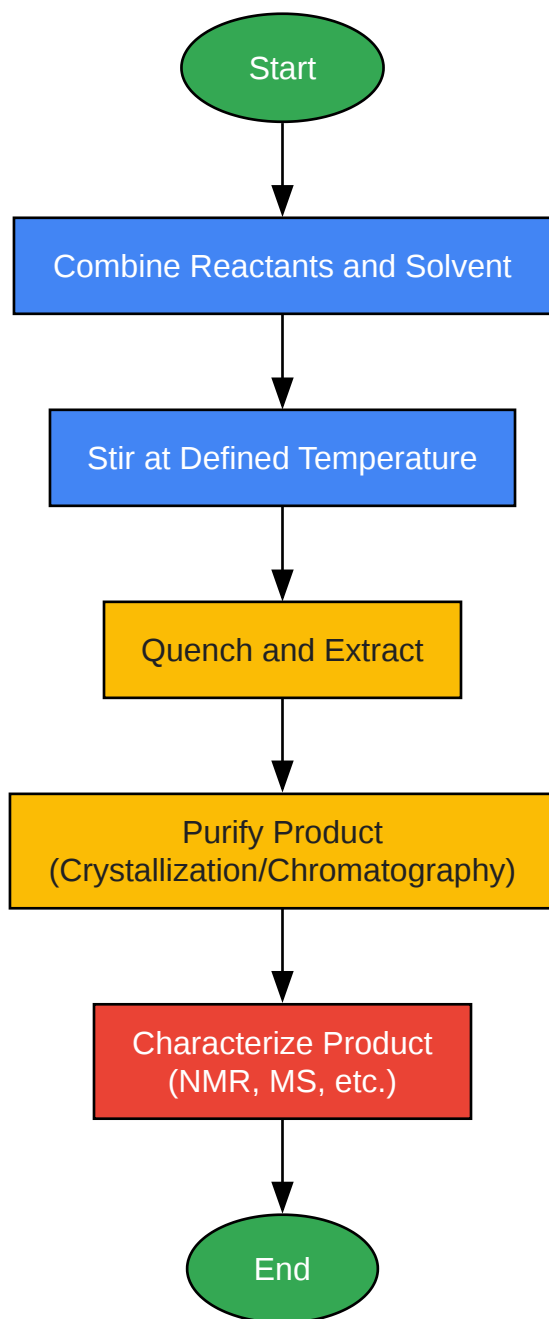 Start
Combine Reactants and Solvent
Stir at Defined Temperature
Quench and Extract
Purify Product
(Crystallization/Chromatography)
Characterize Product
(NMR, MS, etc.)
End